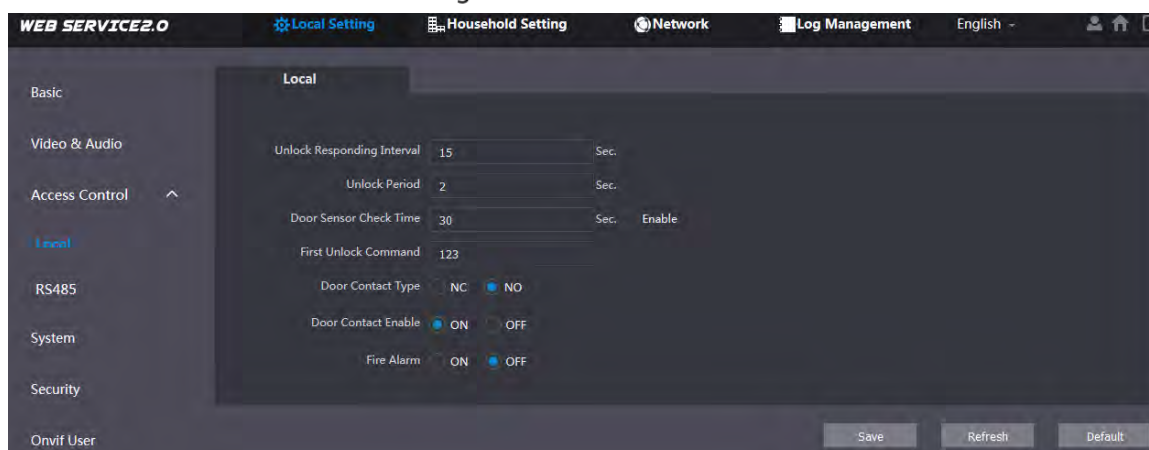 WEB SERVICE2.0 Local Setting Household Setting Network Log Management English
Local
Basic
Video & Audio
Access Control
Local
RS485
System
Security
Onvif User
Unlock Responding Interval 15 Sec.
Unlock Period 2 Sec.
Door Sensor Check Time 30 Sec. Enable
First Unlock Command 123
Door Contact Type NC NO
Door Contact Enable ON OFF
Fire Alarm ON OFF
Save Refresh Default